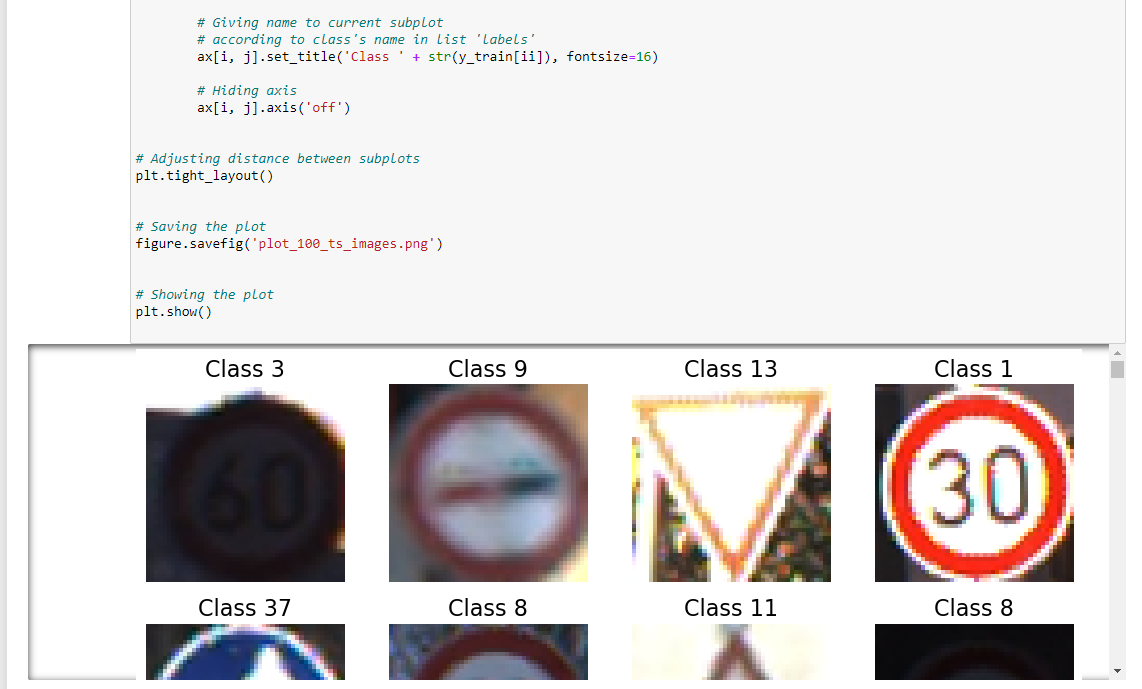 # Giving name to current subplot
# according to class's name in list 'labels'
ax[i, j].set_title('Class ' + str(y_train[ii]), fontsize=16)
# Hiding axis
ax[i, j].axis('off')
# Adjusting distance between subplots
plt.tight_layout()
# Saving the plot
figure.savefig('plot_100_ts_images.png')
# Showing the plot
plt.show()
Class 3
Class 9
Class 13
Class 1
60
30
Class 37
Class 8
Class 11
Class 8